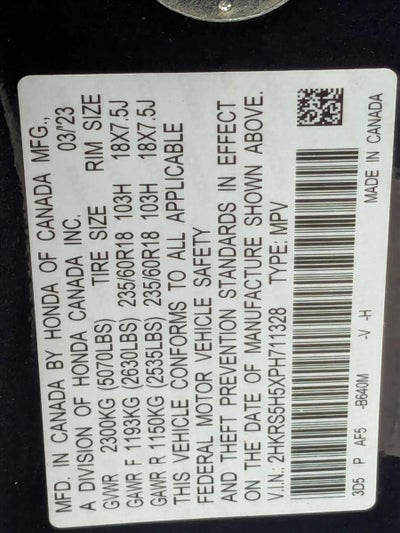 MFD. IN CANADA BY HONDA OF CANADA MFG.,
A DIVISION OF HONDA CANADA INC. 03/'23
GVWR 2300KG (5070LBS) TIRE SIZE RIM SIZE
GAWR F 1193KG (2630LBS) 235/60R18 103H 18X7.5J
GAWR R 1150KG (2535LBS) 235/60R18 103H 18X7.5J
THIS VEHICLE CONFORMS TO ALL APPLICABLE
FEDERAL MOTOR VEHICLE SAFETY
AND THEFT PREVENTION STANDARDS IN EFFECT
ON THE DATE OF MANUFACTURE SHOWN ABOVE.
V.I.N.: 2HKRS5H5XPH711328 TYPE: MPV
3D5 P AF5 -B640M -V -H MADE IN CANADA